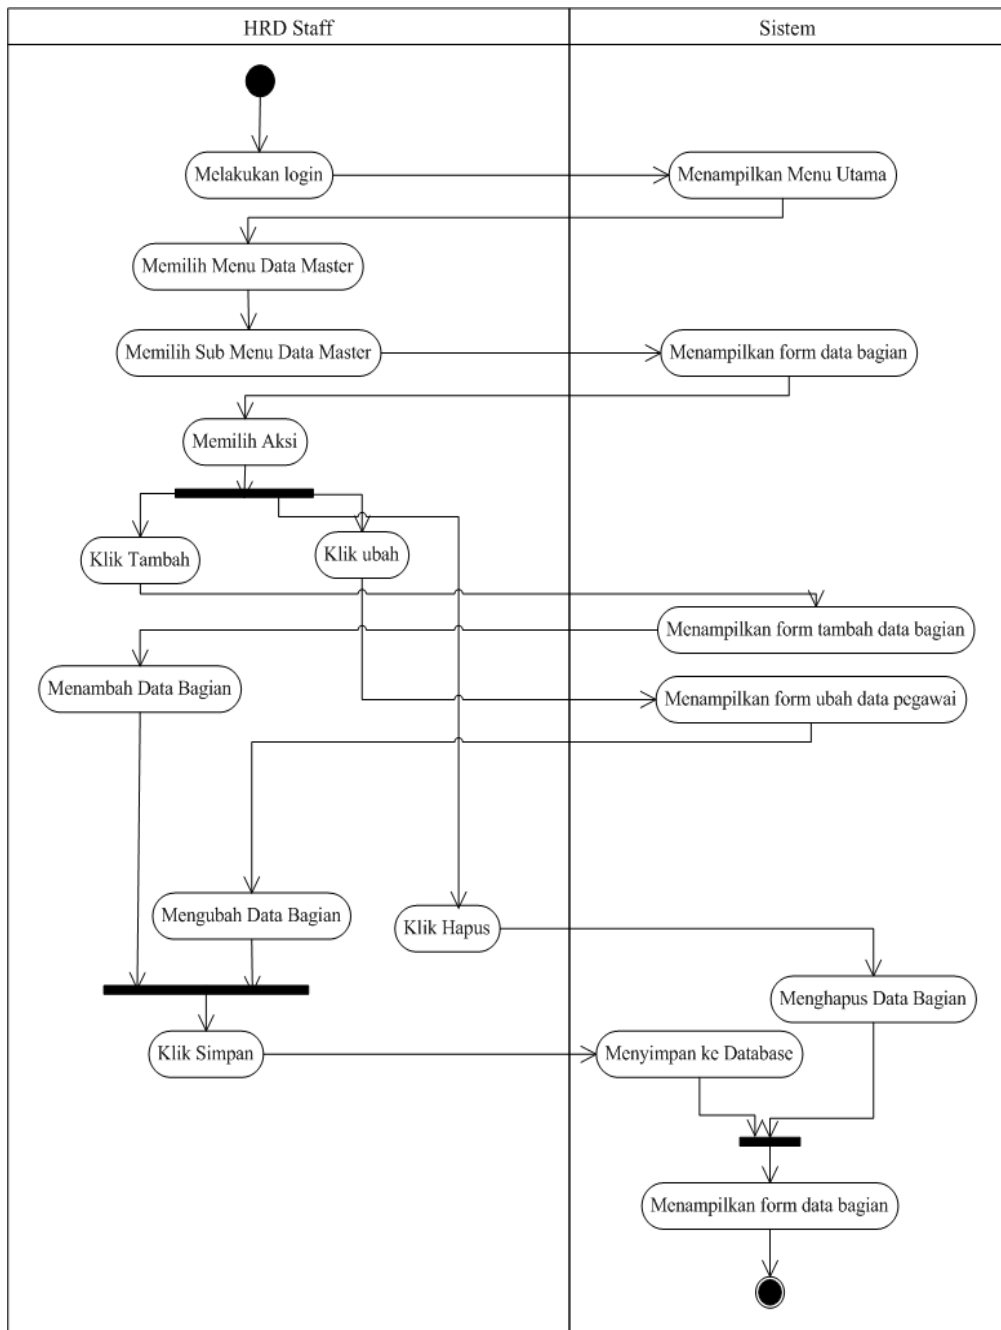 HRD Staff
Sistem
Melakukan login
Menampilkan Menu Utama
Memilih Menu Data Master
Memilih Sub Menu Data Master
Menampilkan form data bagian
Memilih Aksi
Klik Tambah
Klik ubah
Menampilkan form tambah data bagian
Menambah Data Bagian
Menampilkan form ubah data pegawai
Mengubah Data Bagian
Klik Hapus
Menghapus Data Bagian
Klik Simpan
Menyimpan ke Database
Menampilkan form data bagian